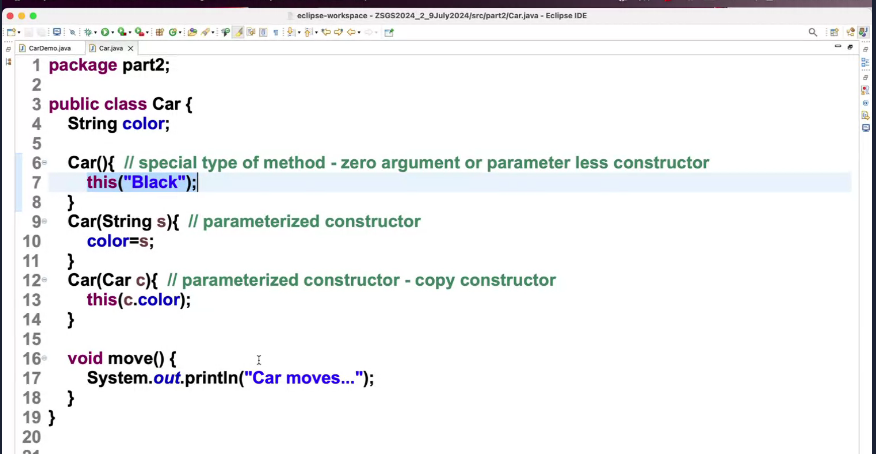 eclipse-workspace - ZSGS2024_2_9July2024/src/part2/Car.java - Eclipse IDE
CarDemo.java Car.java
1 package part2;
2
3 public class Car {
4 String color;
5
6 Car(){ // special type of method - zero argument or parameter less constructor
7 this("Black");
8 }
9 Car(String s){ // parameterized constructor
10 color=s;
11 }
12 Car(Car c){ // parameterized constructor - copy constructor
13 this(c.color);
14 }
15
16 void move() {
17 System.out.println("Car moves...");
18 }
19 }
20